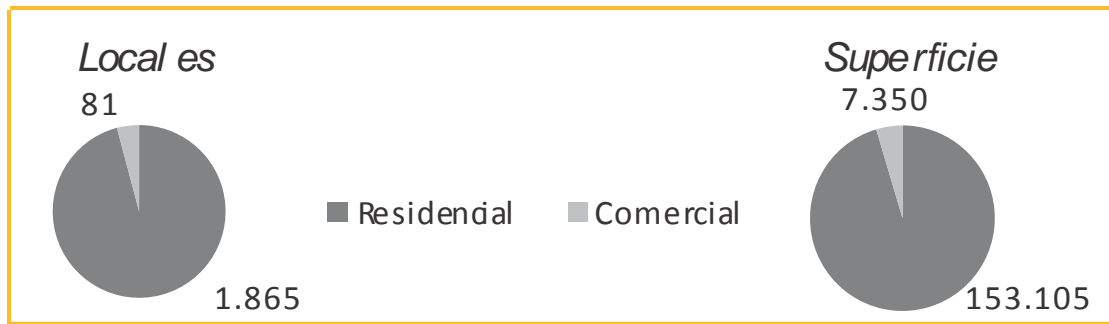 Locales
81
1.865
Residencial
Comercial
Superficie
7.350
153.105